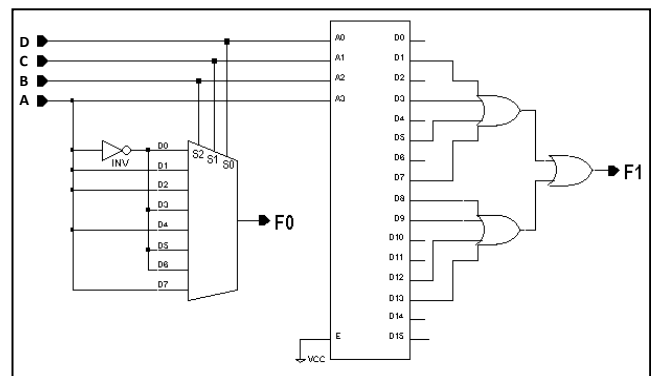 D
C
B
A
INV
D0
D1
D2
D3
D4
D5
D6
D7
S2
S1
S0
F0
A0
A1
A2
A3
E
VCC
D0
D1
D2
D3
D4
D5
D6
D7
D8
D9
D10
D11
D12
D13
D14
D15
F1